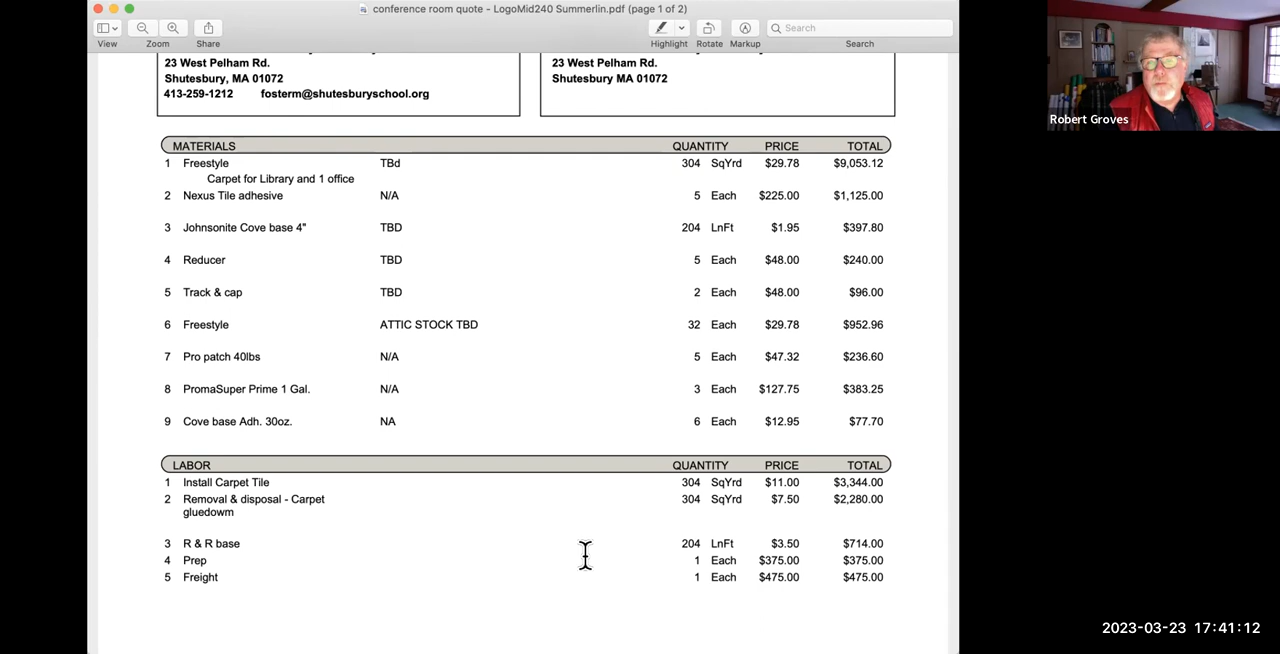 conference room quote - LogoMid240 Summerlin.pdf (page 1 of 2)
View Zoom Share Highlight Rotate Markup Search
Search
23 West Pelham Rd.
Shutesbury, MA 01072
413-259-1212 fosterm@shutesburyschool.org
23 West Pelham Rd.
Shutesbury MA 01072
Robert Groves
MATERIALS QUANTITY PRICE TOTAL
1 Freestyle TBd 304 SqYrd $29.78 $9,053.12
Carpet for Library and 1 office
2 Nexus Tile adhesive N/A 5 Each $225.00 $1,125.00
3 Johnsonite Cove base 4" TBD 204 LnFt $1.95 $397.80
4 Reducer TBD 5 Each $48.00 $240.00
5 Track & cap TBD 2 Each $48.00 $96.00
6 Freestyle ATTIC STOCK TBD 32 Each $29.78 $952.96
7 Pro patch 40lbs N/A 5 Each $47.32 $236.60
8 PromaSuper Prime 1 Gal. N/A 3 Each $127.75 $383.25
9 Cove base Adh. 30oz. NA 6 Each $12.95 $77.70
LABOR QUANTITY PRICE TOTAL
1 Install Carpet Tile 304 SqYrd $11.00 $3,344.00
2 Removal & disposal - Carpet 304 SqYrd $7.50 $2,280.00
gluedowm
3 R & R base 204 LnFt $3.50 $714.00
4 Prep 1 Each $375.00 $375.00
5 Freight 1 Each $475.00 $475.00
2023-03-23 17:41:12